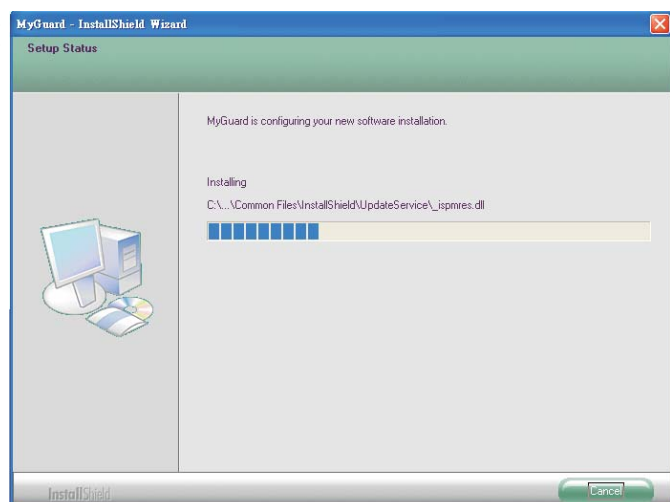 MyGuard - InstallShield Wizard
Setup Status
MyGuard is configuring your new software installation.
Installing
C:\...\Common Files\InstallShield\UpdateService\_ispmres.dll
InstallShield
Cancel